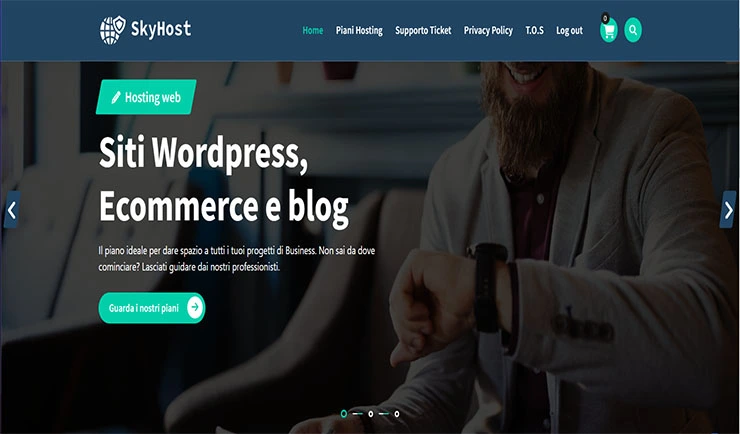 SkyHost
Home Piani Hosting Supporto Ticket Privacy Policy T.O.S Log out
0
Hosting web
Siti Wordpress,
Ecommerce e blog
Il piano ideale per dare spazio a tutti i tuoi progetti di Business. Non sai da dove
cominciare? Lasciati guidare dai nostri professionisti.
Guarda i nostri piani